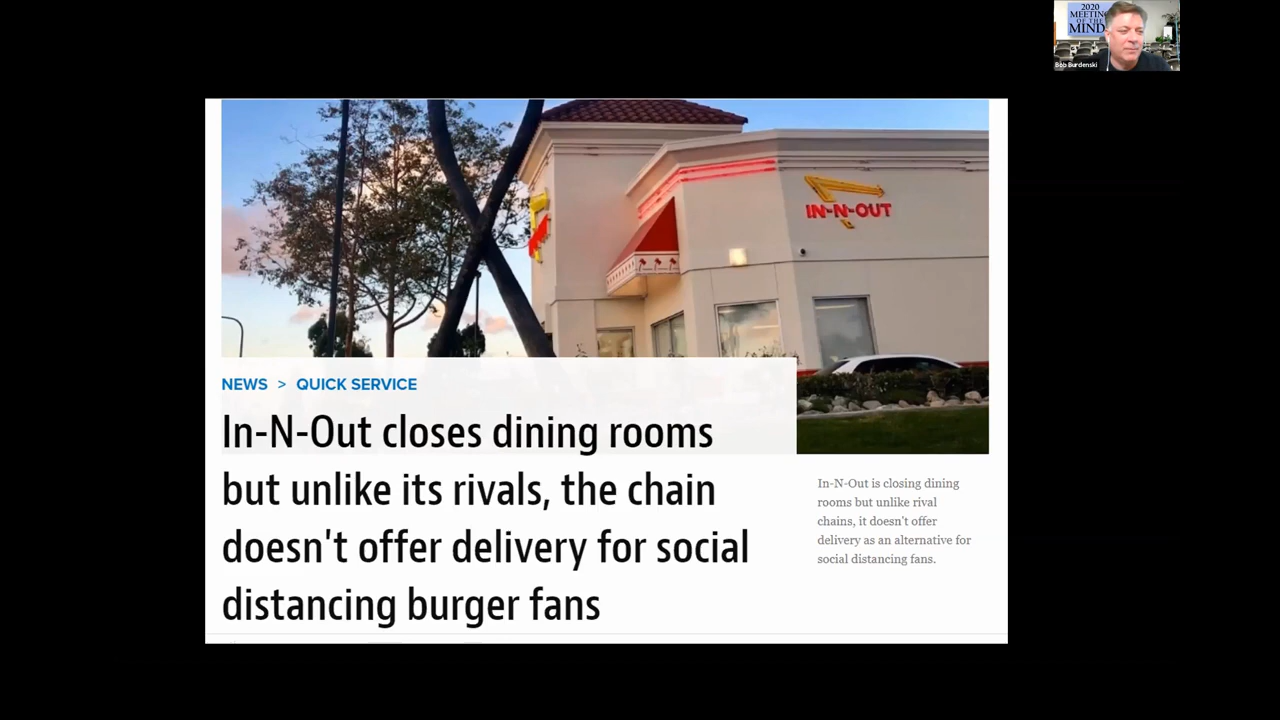 2020
MEETING
OF THE
MIND
Bob Burdenski
IN-N-OUT
NEWS > QUICK SERVICE
In-N-Out closes dining rooms
but unlike its rivals, the chain
doesn't offer delivery for social
distancing burger fans
In-N-Out is closing dining
rooms but unlike rival
chains, it doesn't offer
delivery as an alternative for
social distancing fans.